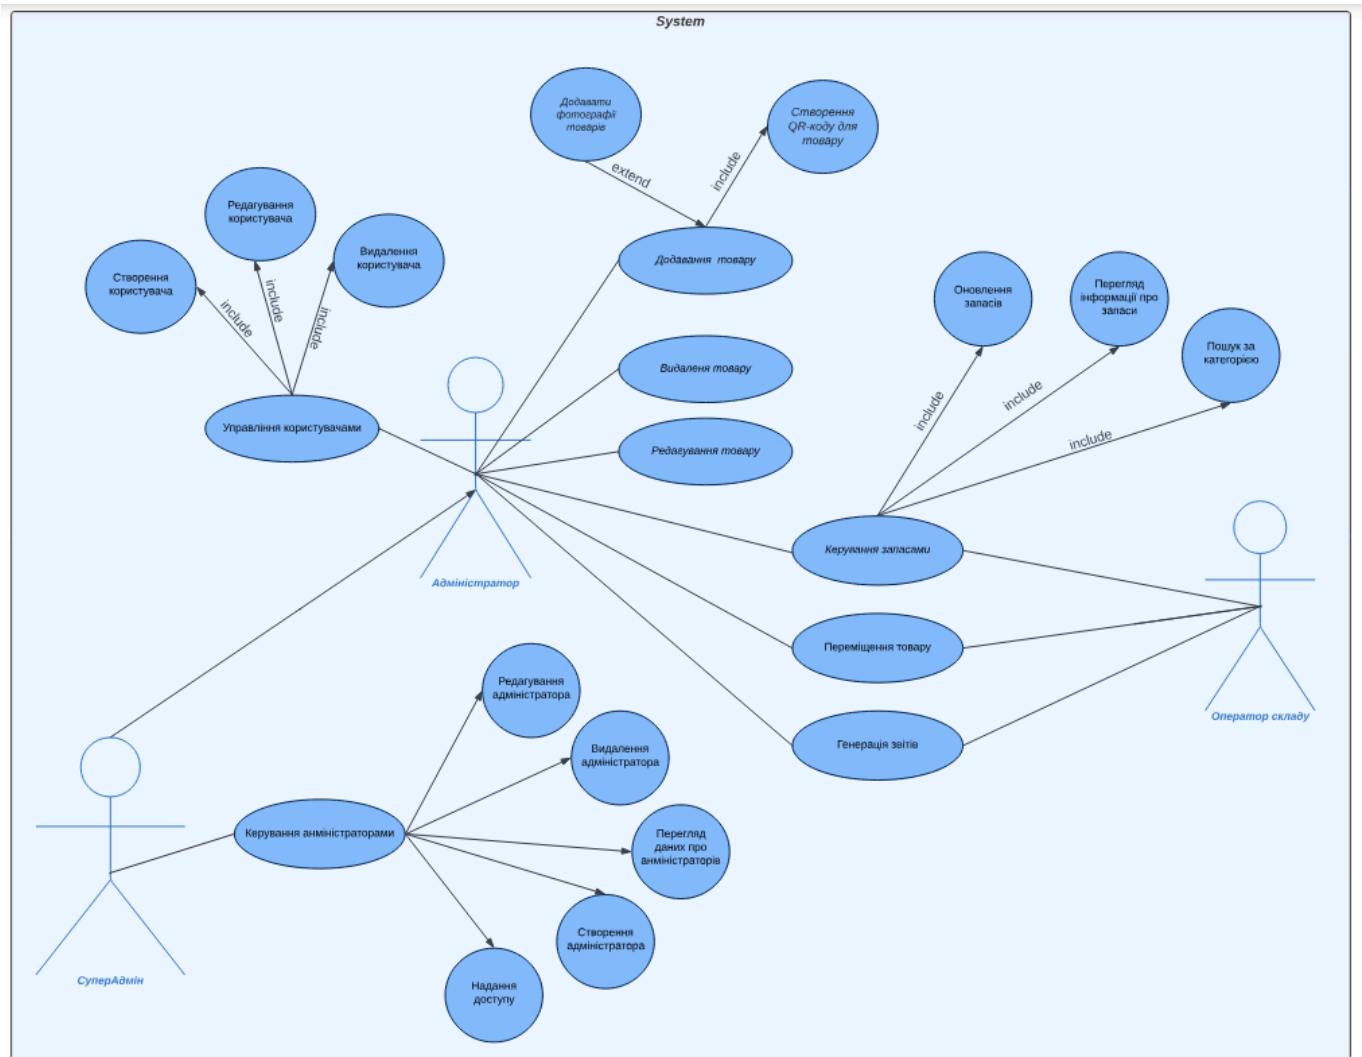 System
Додавати
фотографії
товарів
Створення
QR-коду для
товару
extend
include
Редагування
користувача
Видалення
користувача
Створення
користувача
include
include
include
Управління користувачами
Додавання товару
Видаленя товару
Редагування товару
Оновлення
запасів
Перегляд
інформації про
запаси
Пошук за
категорією
include
include
include
Керування запасами
Переміщення товару
Генерація звітів
Адміністратор
Оператор складу
Редагування
адміністратора
Видалення
адміністратора
Керування анміністраторами
Перегляд
даних про
анміністраторів
Створення
адміністратора
Надання
доступу
СуперАдмін